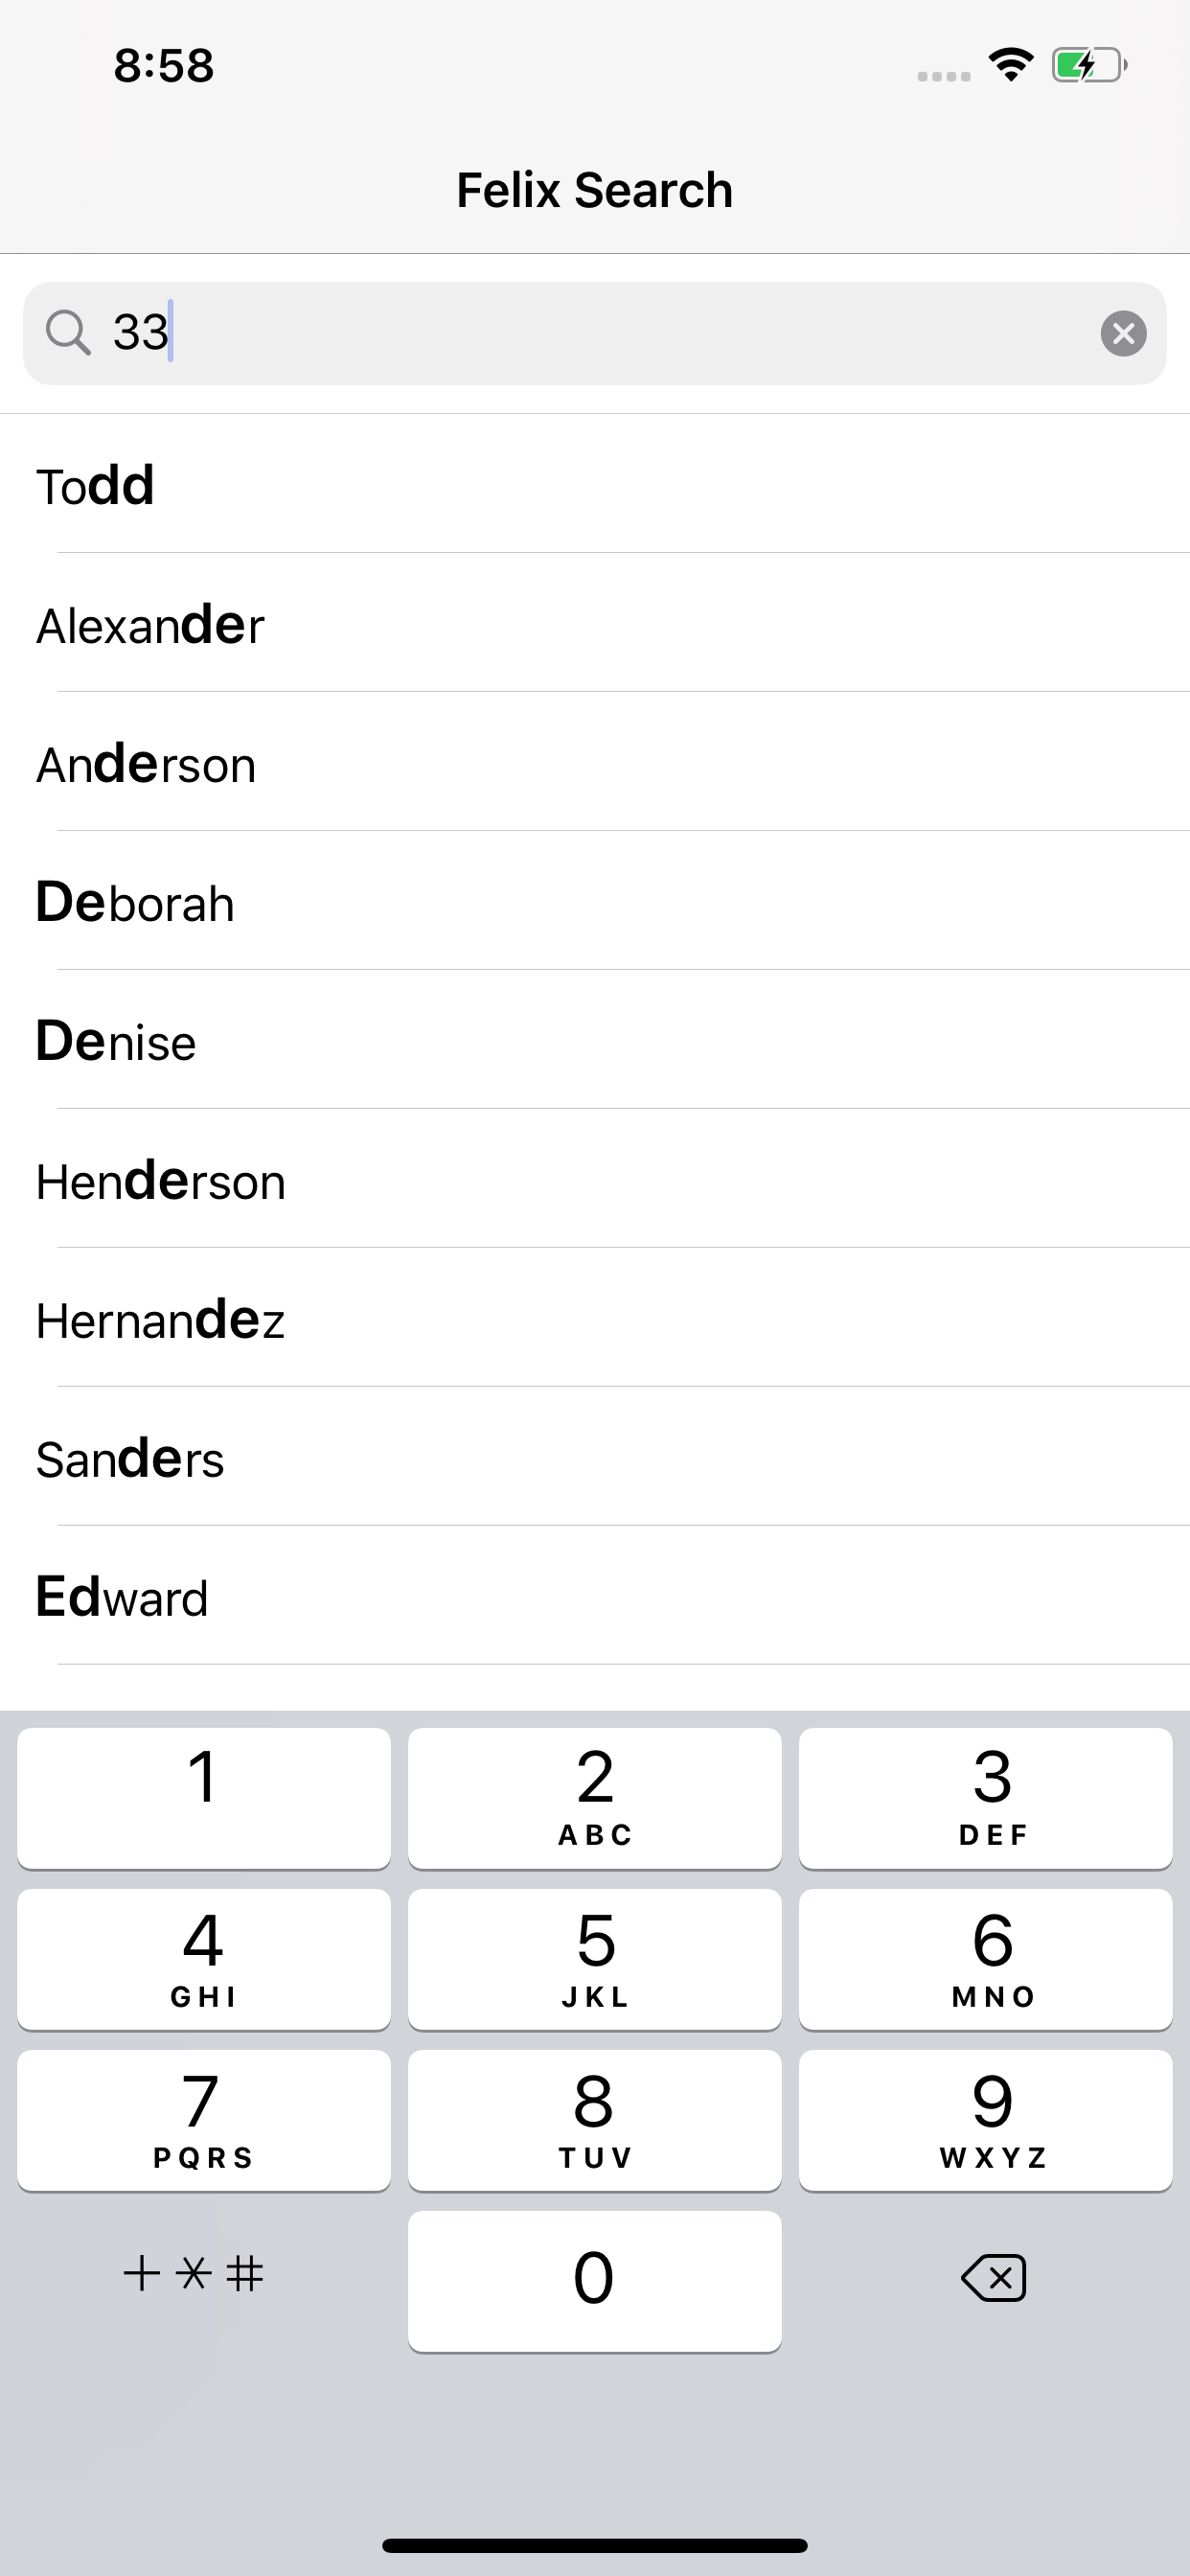 8:58
Felix Search
33
Todd
Alexander
Anderson
Deborah
Denise
Henderson
Hernandez
Sanders
Edward
1 2 3
ABC DEF
4 5 6
GHI JKL MNO
7 8 9
PQRS TUV WXYZ
+*# 0